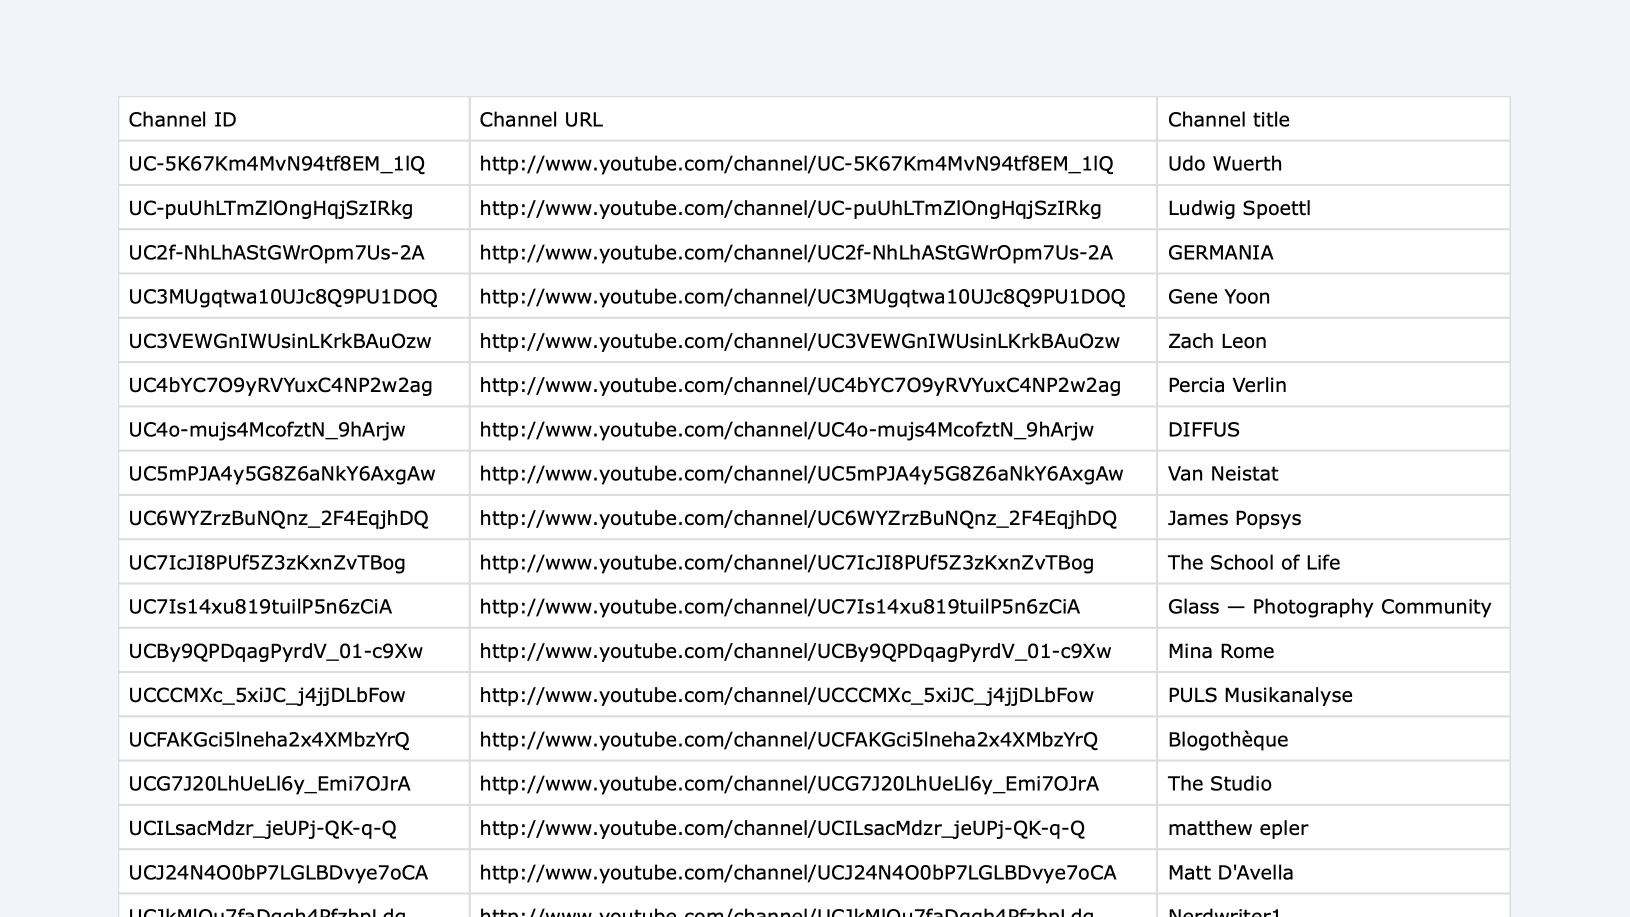 Channel ID Channel URL Channel title
UC-5K67Km4MvN94tf8EM_1lQ http://www.youtube.com/channel/UC-5K67Km4MvN94tf8EM_1lQ Udo Wuerth
UC-puUhLTmZlOngHqjSzIRkg http://www.youtube.com/channel/UC-puUhLTmZlOngHqjSzIRkg Ludwig Spoettl
UC2f-NhLhAStGWrOpm7Us-2A http://www.youtube.com/channel/UC2f-NhLhAStGWrOpm7Us-2A GERMANIA
UC3MUgqtwa10UJc8Q9PU1DOQ http://www.youtube.com/channel/UC3MUgqtwa10UJc8Q9PU1DOQ Gene Yoon
UC3VEWGnIWUsinLKrkBAuOzw http://www.youtube.com/channel/UC3VEWGnIWUsinLKrkBAuOzw Zach Leon
UC4bYC7O9yRVYuxC4NP2w2ag http://www.youtube.com/channel/UC4bYC7O9yRVYuxC4NP2w2ag Percia Verlin
UC4o-mujs4McofztN_9hArjw http://www.youtube.com/channel/UC4o-mujs4McofztN_9hArjw DIFFUS
UC5mPJA4y5G8Z6aNkY6AxgAw http://www.youtube.com/channel/UC5mPJA4y5G8Z6aNkY6AxgAw Van Neistat
UC6WYZrzBuNQnz_2F4EqjhDQ http://www.youtube.com/channel/UC6WYZrzBuNQnz_2F4EqjhDQ James Popsys
UC7IcJI8PUf5Z3zKxnZvTBog http://www.youtube.com/channel/UC7IcJI8PUf5Z3zKxnZvTBog The School of Life
UC7Is14xu819tuilP5n6zCiA http://www.youtube.com/channel/UC7Is14xu819tuilP5n6zCiA Glass — Photography Community
UCBy9QPDqagPyrdV_01-c9Xw http://www.youtube.com/channel/UCBy9QPDqagPyrdV_01-c9Xw Mina Rome
UCCCMXc_5xiJC_j4jjDLbFow http://www.youtube.com/channel/UCCCMXc_5xiJC_j4jjDLbFow PULS Musikanalyse
UCFAKGci5lneha2x4XMbzYrQ http://www.youtube.com/channel/UCFAKGci5lneha2x4XMbzYrQ Blogothèque
UCG7J20LhUeLl6y_Emi7OJrA http://www.youtube.com/channel/UCG7J20LhUeLl6y_Emi7OJrA The Studio
UCILsacMdzr_jeUPj-QK-q-Q http://www.youtube.com/channel/UCILsacMdzr_jeUPj-QK-q-Q matthew epler
UCJ24N4O0bP7LGLBDvye7oCA http://www.youtube.com/channel/UCJ24N4O0bP7LGLBDvye7oCA Matt D'Avella
Nerdwriter1